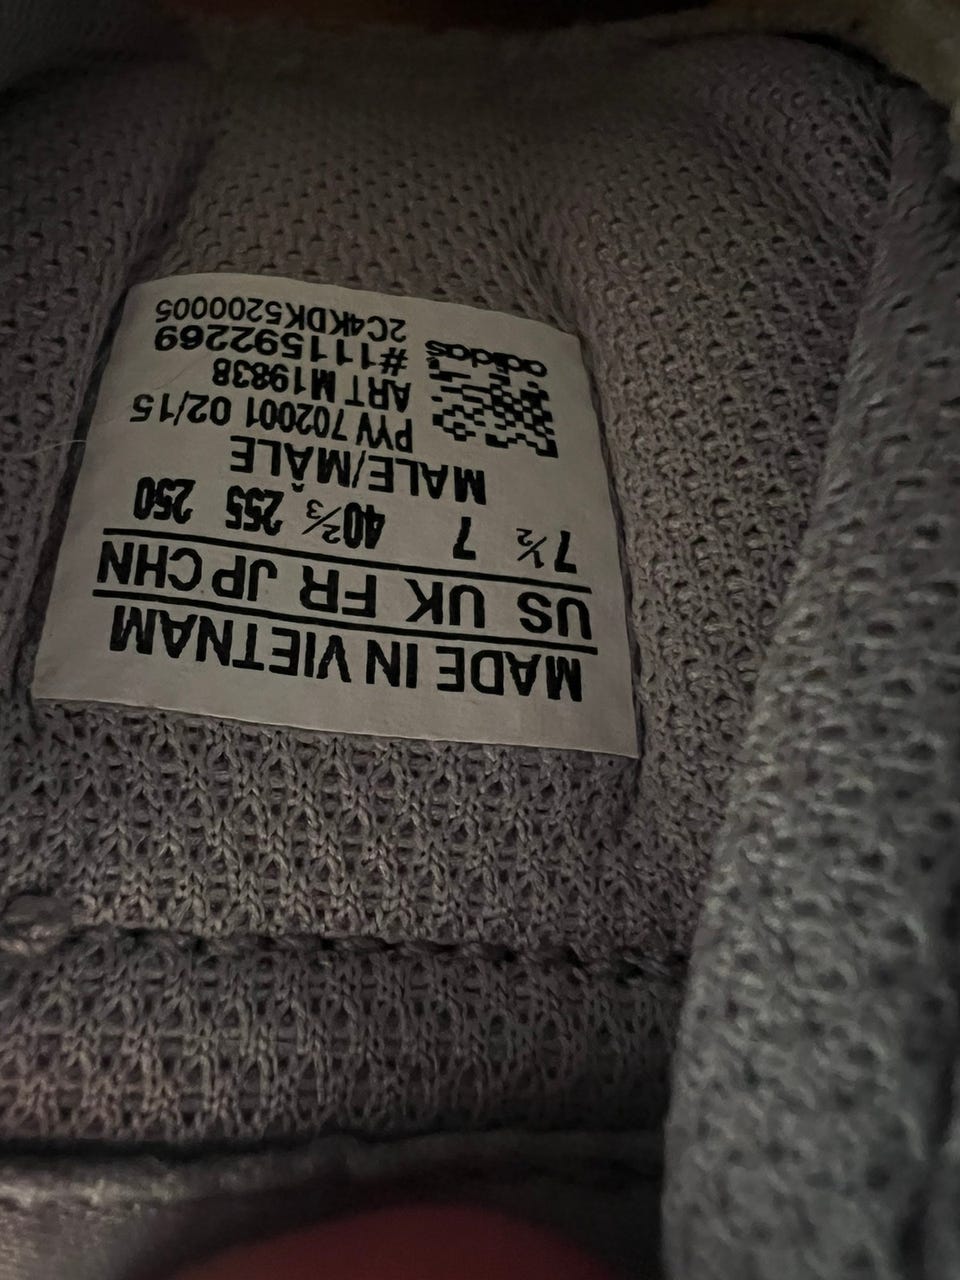 MADE IN VIETNAM
US UK FR JP CHN
7½ 7 40⅔ 255 250
MALE/MÂLE
PYV 702001 02/15
ART M19838
#111592269
2C4KDK5200005
adidas